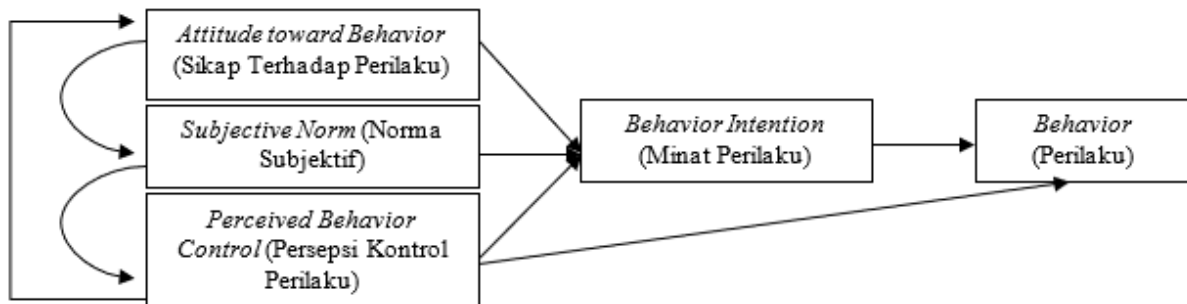 Attitude toward Behavior
(Sikap Terhadap Perilaku)
Subjective Norm (Norma
Subjektif)
Perceived Behavior
Control (Persepsi Kontrol
Perilaku)
Behavior Intention
(Minat Perilaku)
Behavior
(Perilaku)